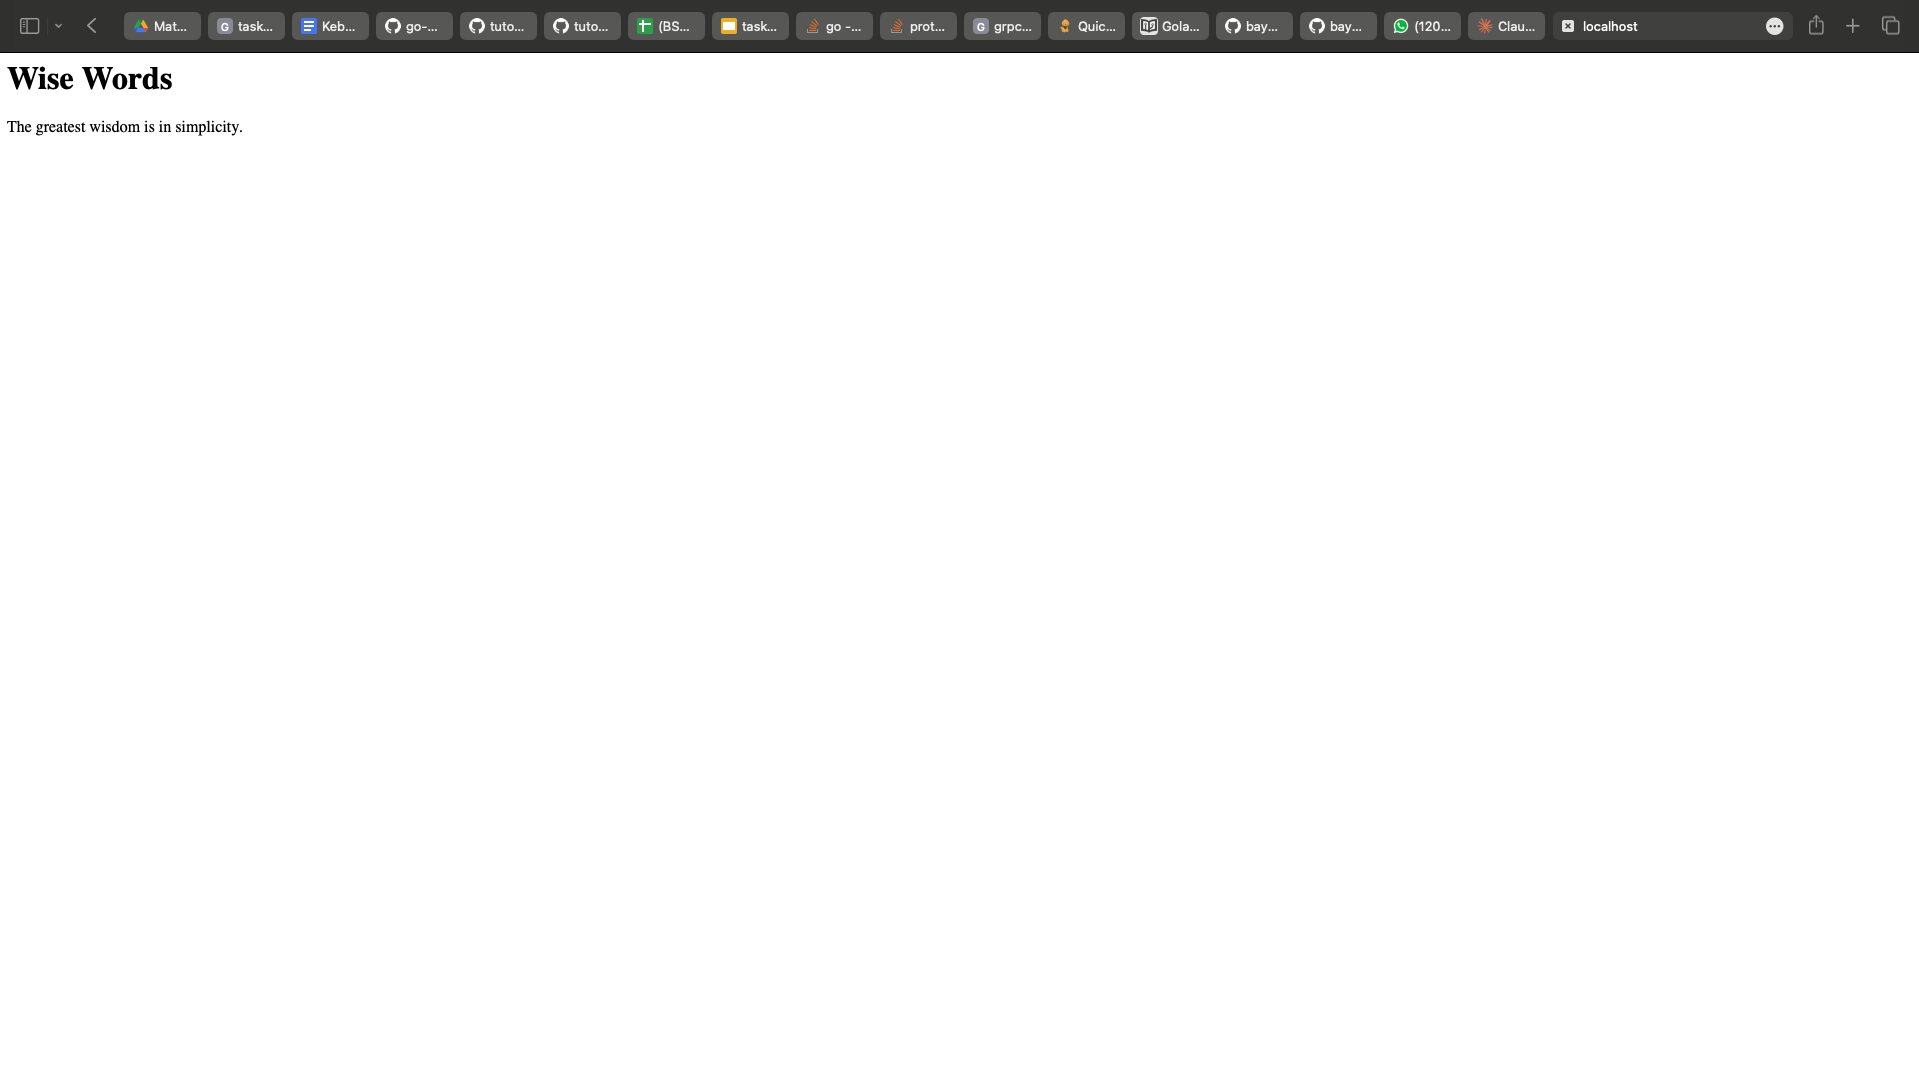 Mat...
task...
Keb...
go-...
tuto...
tuto...
(BS...
task...
go -...
prot...
grpc...
Quic...
Gola...
bay...
bay...
(120...
Clau...
localhost
Wise Words
The greatest wisdom is in simplicity.